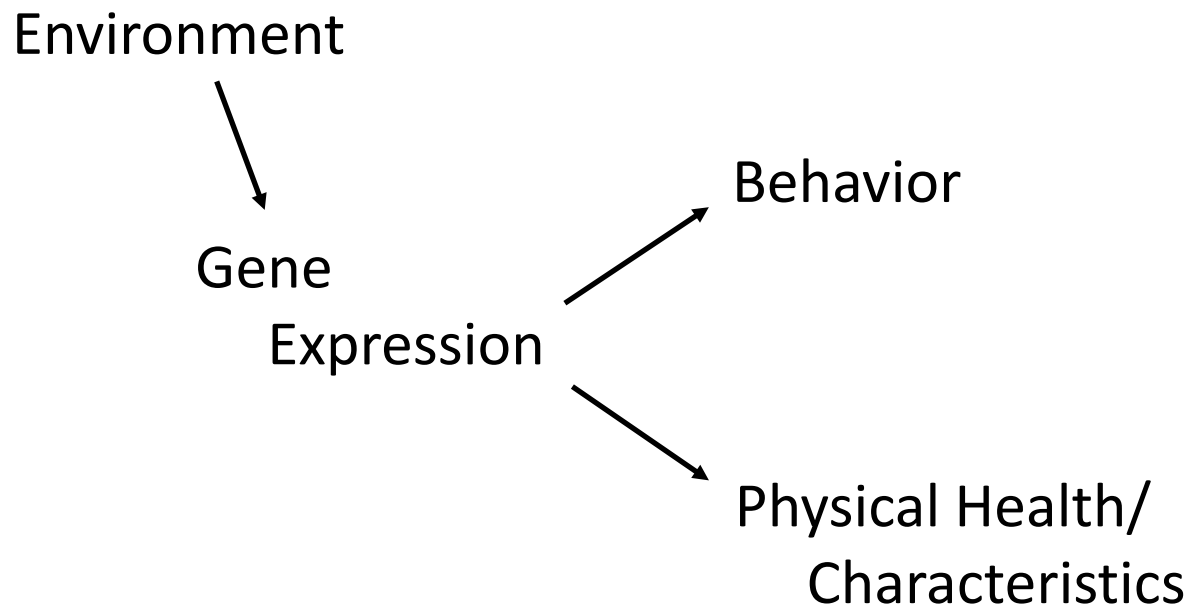 Environment
Gene
Expression
Behavior
Physical Health/
Characteristics